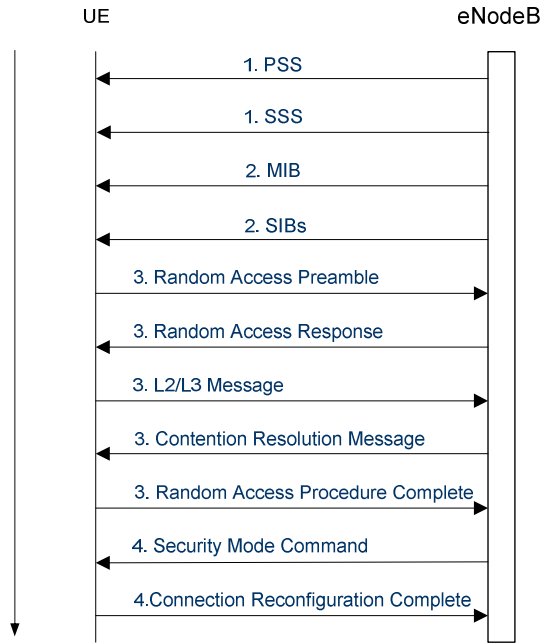 UE
eNodeB
1. PSS
1. SSS
2. MIB
2. SIBs
3. Random Access Preamble
3. Random Access Response
3. L2/L3 Message
3. Contention Resolution Message
3. Random Access Procedure Complete
4. Security Mode Command
4.Connection Reconfiguration Complete